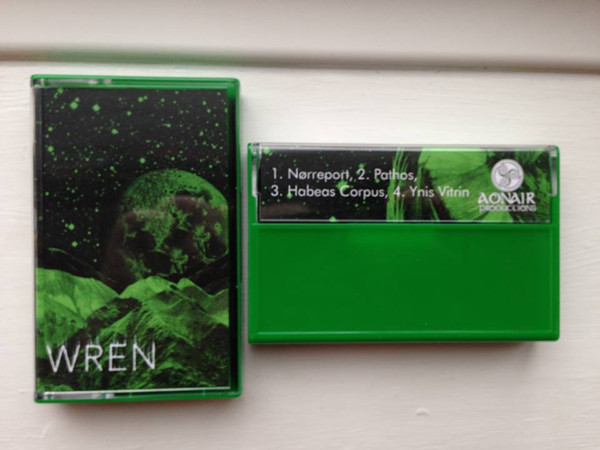 WREN
1. Nørreport, 2. Pathos,
3. Habeas Corpus, 4. Ynis Vitrin
AONAIR
PRODUCTIONS